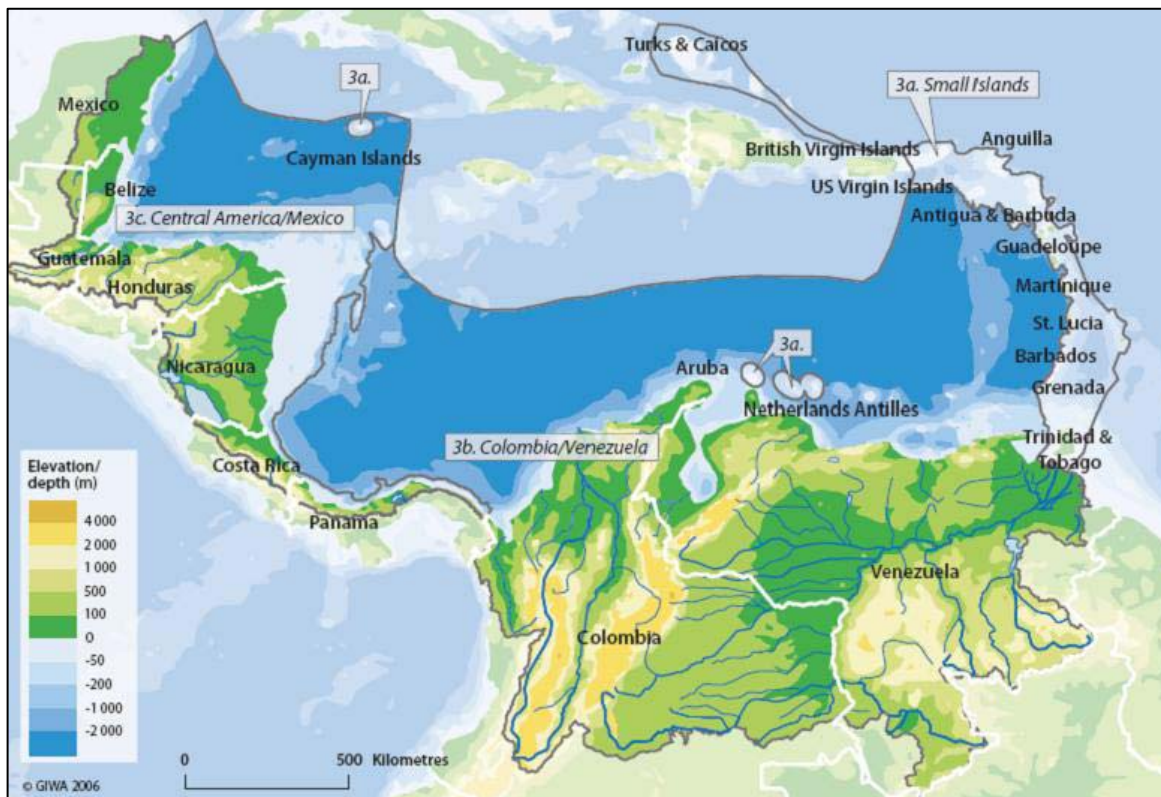 Turks & Caicos
3a.
3a. Small Islands
Mexico
Anguilla
British Virgin Islands
Cayman Islands
US Virgin Islands
Belize
3c. Central America/Mexico
Antigua & Barbuda
Guadeloupe
Guatemala
Honduras
Martinique
St. Lucia
3a.
Barbados
Nicaragua
Aruba
Grenada
Netherlands Antilles
3b. Colombia/Venezuela
Trinidad &
Tobago
Costa Rica
Panama
Venezuela
Colombia
Elevation/
depth (m)
4 000
2 000
1 000
500
100
0
-50
-200
-1 000
-2 000
0 500 Kilometres
© GIWA 2006